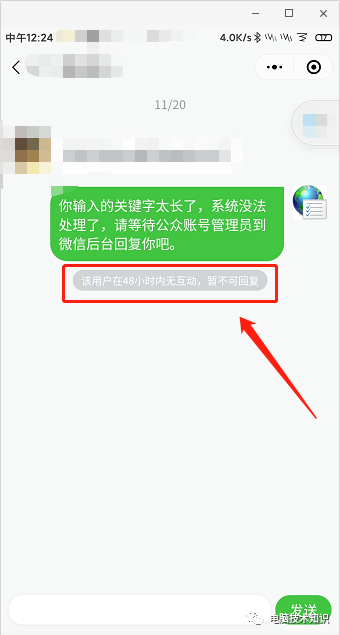 中午12:24
4.0K/s
17
11/20
你输入的关键字太长了，系统没法
处理了，请等待公众账号管理员到
微信后台回复你吧。
该用户在48小时内无互动，暂不可回复
发送
电脑技术知识